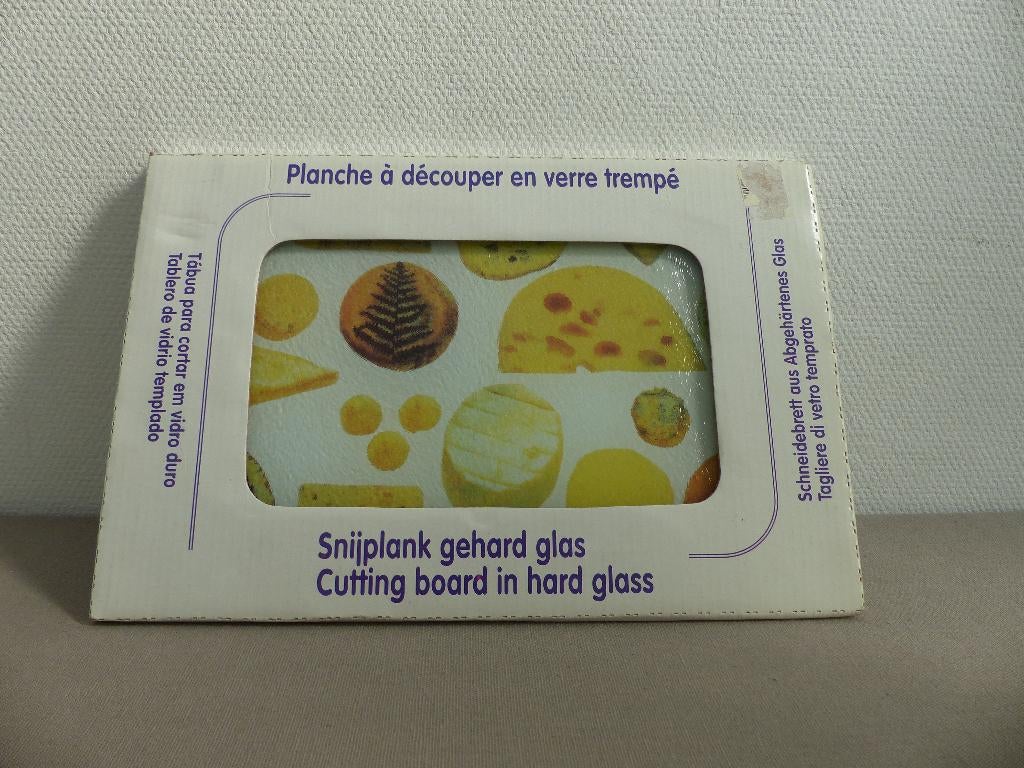 Planche à découper en verre trempé
Tábua para cortar em vidro duro
Tablero de vidrio templado
Schneidebrett aus Abgehärtenes Glas
Tagliere di vetro temprato
Snijplank gehard glas
Cutting board in hard glass